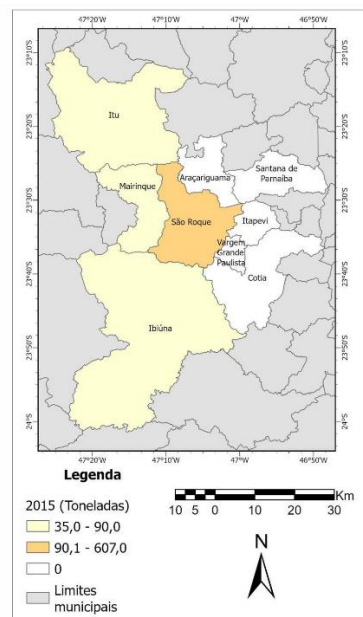 47°20'W 47°10'W 47°W 46°50'W
23°10'S
23°20'S
23°30'S
23°40'S
23°50'S
24°S
23°10'S
23°20'S
23°30'S
23°40'S
23°50'S
24°S
Itu
Araçariguama
Santana de
Pernaíba
Mairinque
São Roque
Itapevi
Vargem
Grande
Paulista
Cotia
Ibiúna
47°20'W 47°10'W 47°W 46°50'W
Legenda
2015 (Toneladas)
35,0 - 90,0
90,1 - 607,0
0
Limites
municipais
Km
10 5 0 10 20 30
N